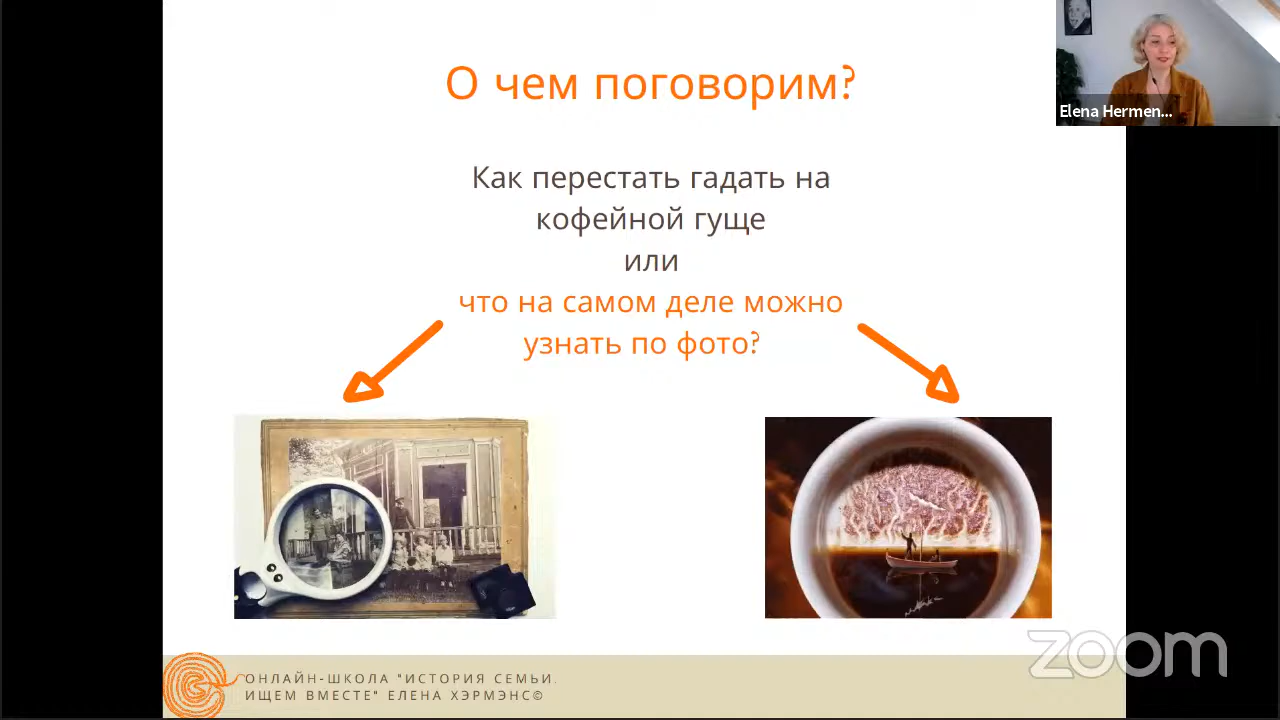 О чем поговорим?
Elena Hermen...
Как перестать гадать на
кофейной гуще
или
что на самом деле можно
узнать по фото?
zoom
ОНЛАЙН-ШКОЛА "ИСТОРИЯ СЕМЬИ.
ИЩЕМ ВМЕСТЕ" ЕЛЕНА ХЭРМЭНС©